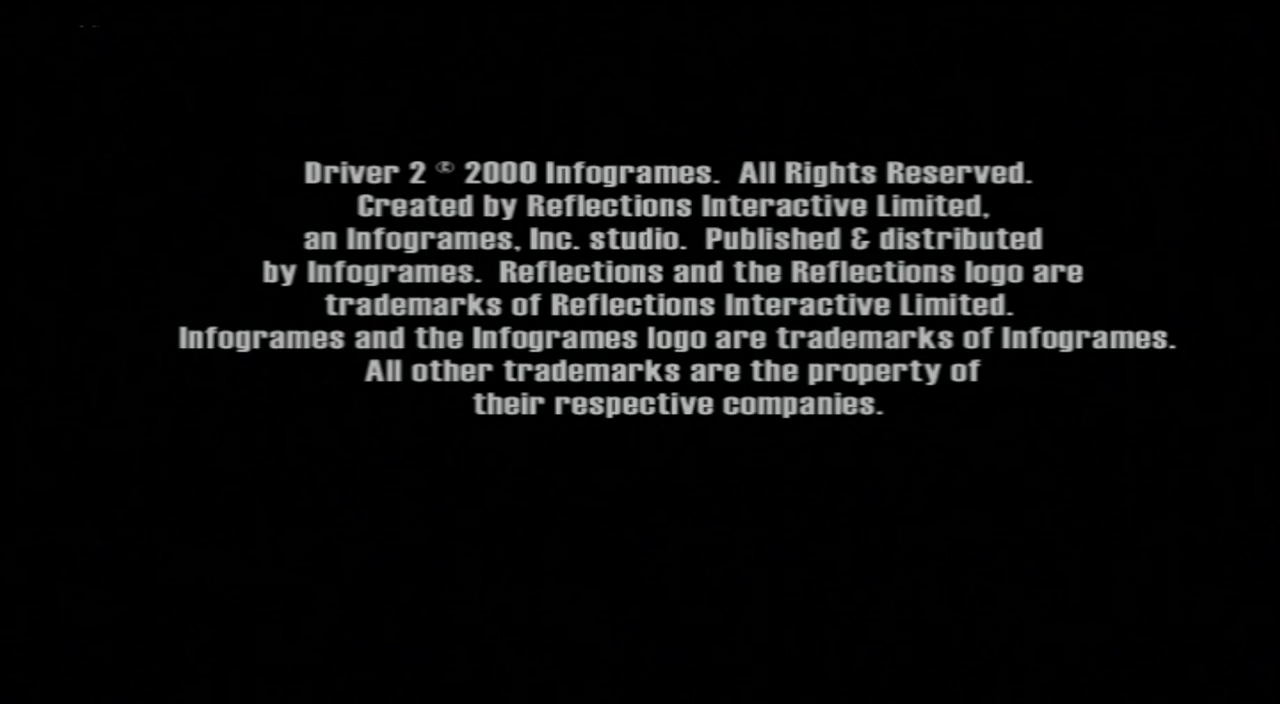 Driver 2 © 2000 Infogrames.  All Rights Reserved.
Created by Reflections Interactive Limited,
an Infogrames, Inc. studio.  Published & distributed
by Infogrames.  Reflections and the Reflections logo are
trademarks of Reflections Interactive Limited.
Infogrames and the Infogrames logo are trademarks of Infogrames.
All other trademarks are the property of
their respective companies.